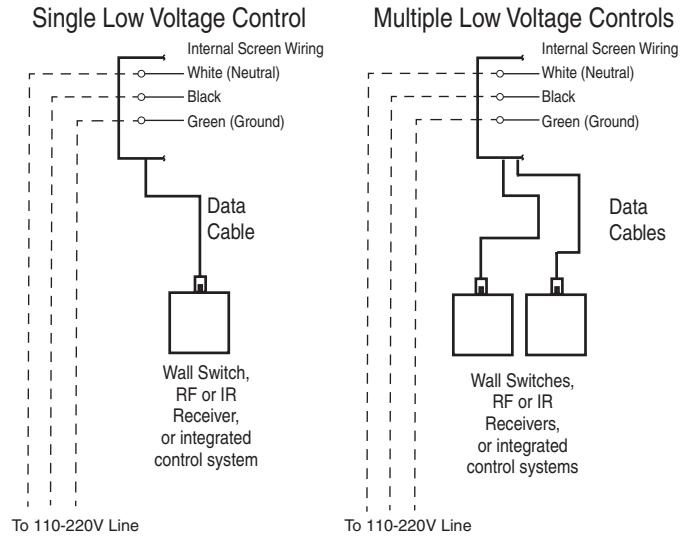 Single Low Voltage Control
Internal Screen Wiring
White (Neutral)
Black
Green (Ground)
Data
Cable
Wall Switch,
RF or IR
Receiver,
or integrated
control system
To 110-220V Line
Multiple Low Voltage Controls
Internal Screen Wiring
White (Neutral)
Black
Green (Ground)
Data
Cables
Wall Switches,
RF or IR
Receivers,
or integrated
control systems
To 110-220V Line